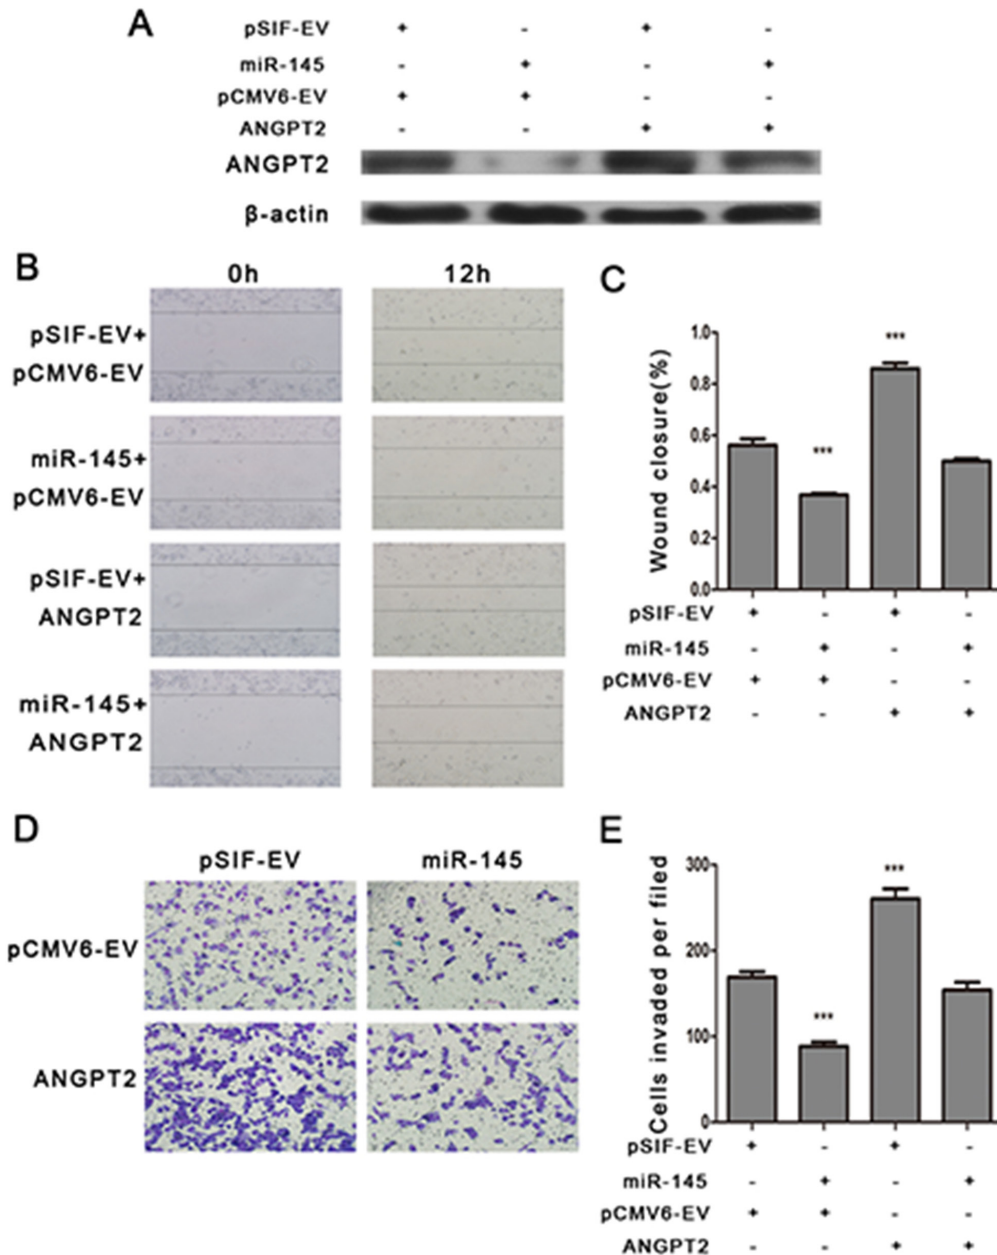 A
pSIF-EV + - + -
miR-145 - + - +
pCMV6-EV + + - -
ANGPT2 - - + +
ANGPT2
β-actin
B
0h 12h
pSIF-EV+
pCMV6-EV
miR-145+
pCMV6-EV
pSIF-EV+
ANGPT2
miR-145+
ANGPT2
C
Wound closure(%)
1.0
0.8
0.6
0.4
0.2
0.0
***
***
pSIF-EV + - + -
miR-145 - + - +
pCMV6-EV + + - -
ANGPT2 - - + +
D
pSIF-EV miR-145
pCMV6-EV
ANGPT2
E
Cells invaded per filed
300
200
100
0
***
***
pSIF-EV + - + -
miR-145 - + - +
pCMV6-EV + + - -
ANGPT2 - - + +